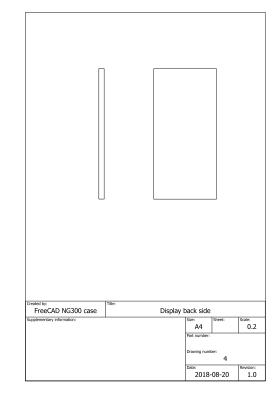 Created by:
FreeCAD NG300 case
Title:
Display back side
Supplementary information:
Size:
A4
Sheet:
Scale:
0.2
Part number:
Drawing number:
4
Date:
2018-08-20
Revision:
1.0